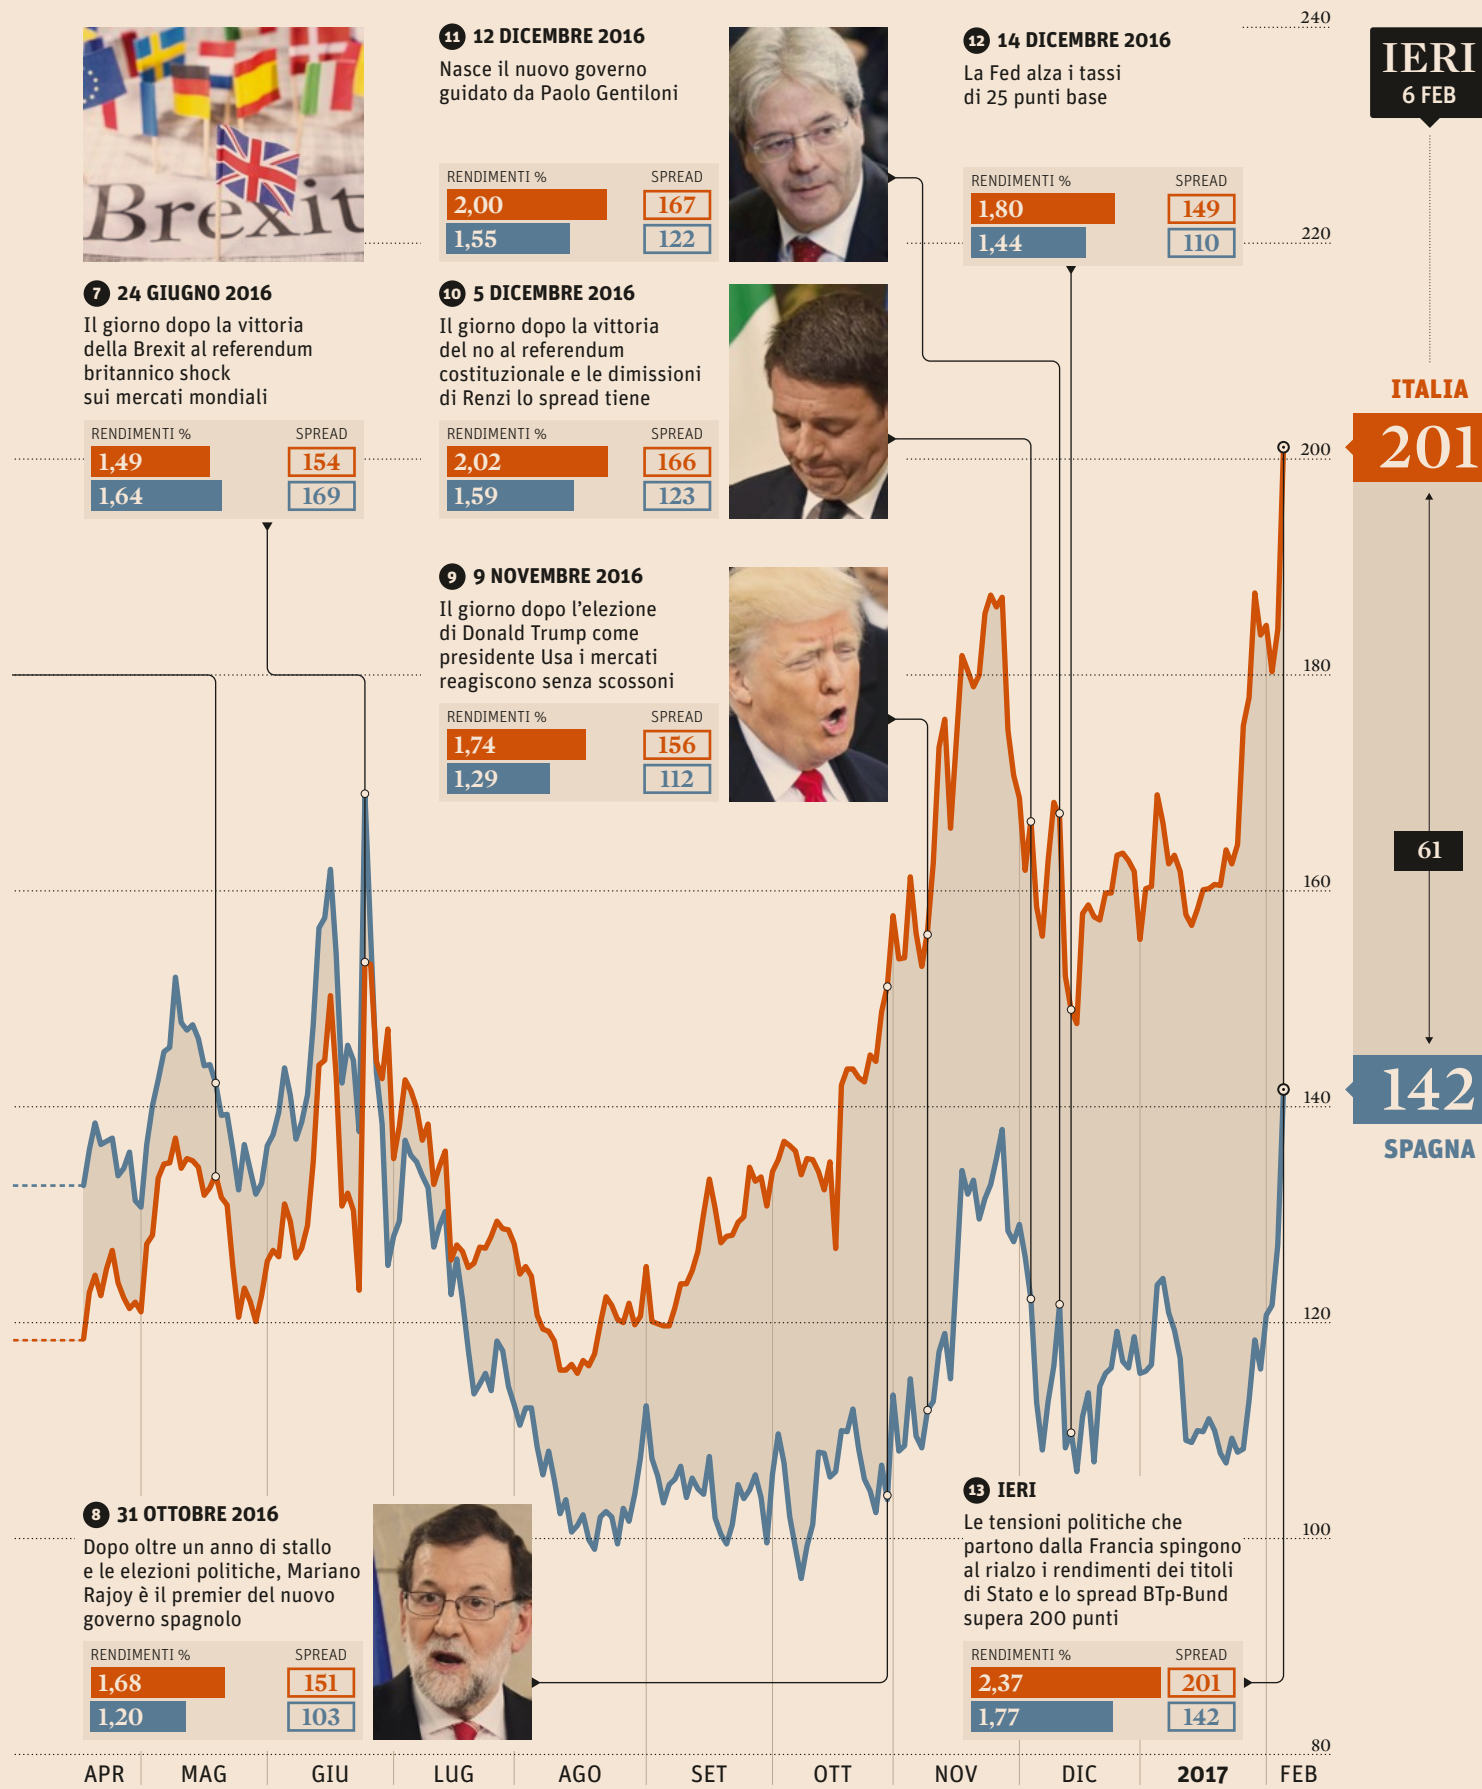 Brexit
7 24 GIUGNO 2016
Il giorno dopo la vittoria
della Brexit al referendum
britannico shock
sui mercati mondiali
RENDIMENTI % SPREAD
1,49 154
1,64 169
11 12 DICEMBRE 2016
Nasce il nuovo governo
guidato da Paolo Gentiloni
RENDIMENTI % SPREAD
2,00 167
1,55 122
10 5 DICEMBRE 2016
Il giorno dopo la vittoria
del no al referendum
costituzionale e le dimissioni
di Renzi lo spread tiene
RENDIMENTI % SPREAD
2,02 166
1,59 123
9 9 NOVEMBRE 2016
Il giorno dopo l’elezione
di Donald Trump come
presidente Usa i mercati
reagiscono senza scossoni
RENDIMENTI % SPREAD
1,74 156
1,29 112
12 14 DICEMBRE 2016
La Fed alza i tassi
di 25 punti base
RENDIMENTI % SPREAD
1,80 149
1,44 110
240
220
200
180
160
140
120
100
80
IERI
6 FEB
ITALIA
201
61
142
SPAGNA
8 31 OTTOBRE 2016
Dopo oltre un anno di stallo
e le elezioni politiche, Mariano
Rajoy è il premier del nuovo
governo spagnolo
RENDIMENTI % SPREAD
1,68 151
1,20 103
13 IERI
Le tensioni politiche che
partono dalla Francia spingono
al rialzo i rendimenti dei titoli
di Stato e lo spread BTp-Bund
supera 200 punti
RENDIMENTI % SPREAD
2,37 201
1,77 142
APR MAG GIU LUG AGO SET OTT NOV DIC 2017 FEB